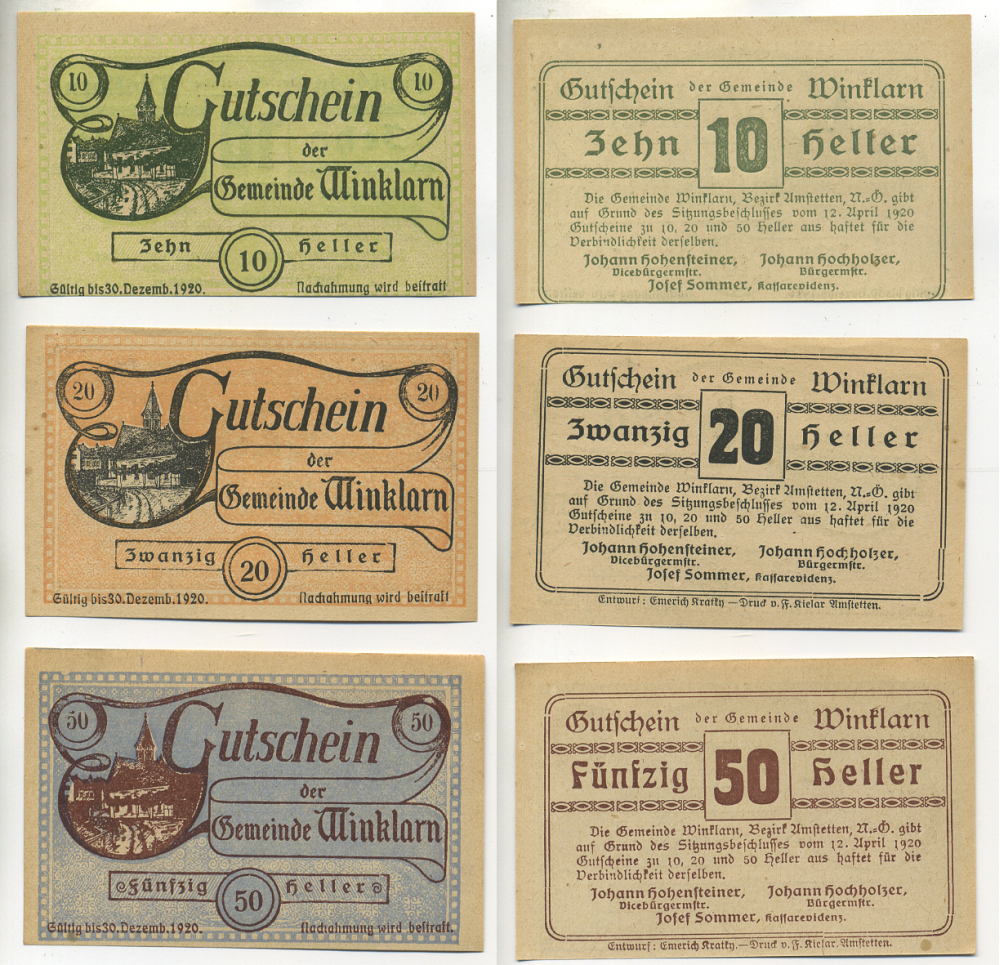 10
10
Gutschein
der
Gemeinde Winklarn
Zehn Heller
10
Gültig bis 30. Dezemb. 1920. Nachahmung wird bestraft
Gutschein der Gemeinde Winklarn
Zehn 10 Heller
Die Gemeinde Winklarn, Bezirk Amstetten, N.-Ö. gibt
auf Grund des Sitzungsbeschlusses vom 12. April 1920
Gutscheine zu 10, 20 und 50 Heller aus haftet für die
Verbindlichkeit derselben.
Johann Hohensteiner, Johann Hochholzer,
Vicebürgermstr. Bürgermstr.
Josef Sommer, Kassarevidenz.
20
20
Gutschein
der
Gemeinde Winklarn
Zwanzig Heller
20
Gültig bis 30. Dezemb. 1920. Nachahmung wird bestraft
Gutschein der Gemeinde Winklarn
Zwanzig 20 Heller
Die Gemeinde Winklarn, Bezirk Amstetten, N.-Ö. gibt
auf Grund des Sitzungsbeschlusses vom 12. April 1920
Gutscheine zu 10, 20 und 50 Heller aus haftet für die
Verbindlichkeit derselben.
Johann Hohensteiner, Johann Hochholzer,
Vicebürgermstr. Bürgermstr.
Josef Sommer, Kassarevidenz.
Entwurf: Emerich Kratky — Druck v. F. Kielar Amstetten.
50
50
Gutschein
der
Gemeinde Winklarn
Fünfzig Heller
50
Gültig bis 30. Dezemb. 1920. Nachahmung wird bestraft.
Gutschein der Gemeinde Winklarn
Fünfzig 50 Heller
Die Gemeinde Winklarn, Bezirk Amstetten, N.-Ö. gibt
auf Grund des Sitzungsbeschlusses vom 12. April 1920
Gutscheine zu 10, 20 und 50 Heller aus haftet für die
Verbindlichkeit derselben.
Johann Hohensteiner, Johann Hochholzer,
Vicebürgermstr. Bürgermstr.
Josef Sommer, Kassarevidenz.
Entwurf: Emerich Kratky. — Druck v. F. Kielar. Amstetten.